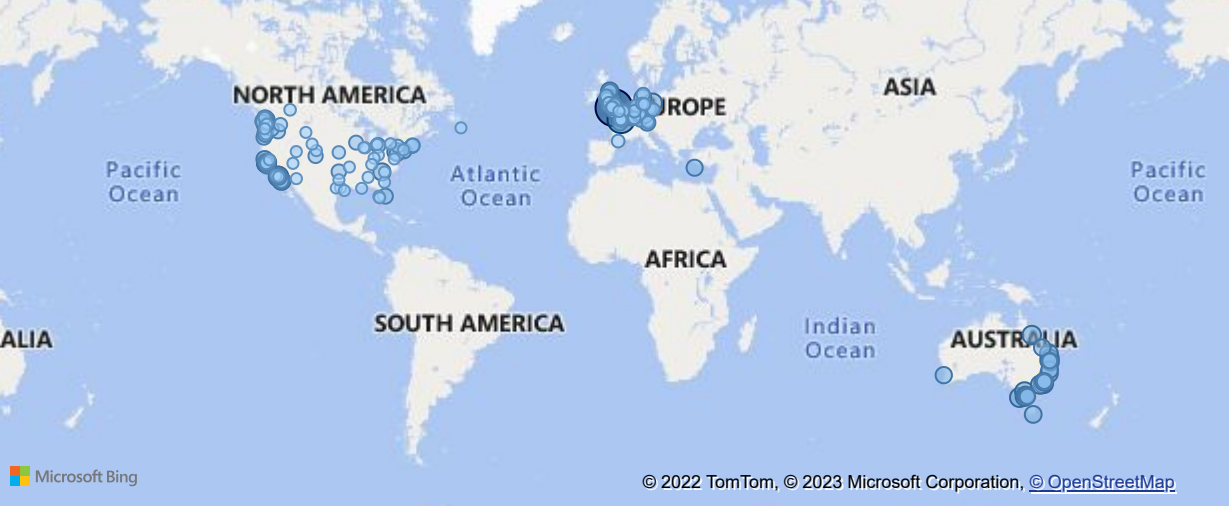 NORTH AMERICA
EUROPE
ASIA
Pacific
Ocean
Atlantic
Ocean
Pacific
Ocean
AFRICA
SOUTH AMERICA
Indian
Ocean
ALIA
AUSTRALIA
Microsoft Bing
© 2022 TomTom, © 2023 Microsoft Corporation, © OpenStreetMap